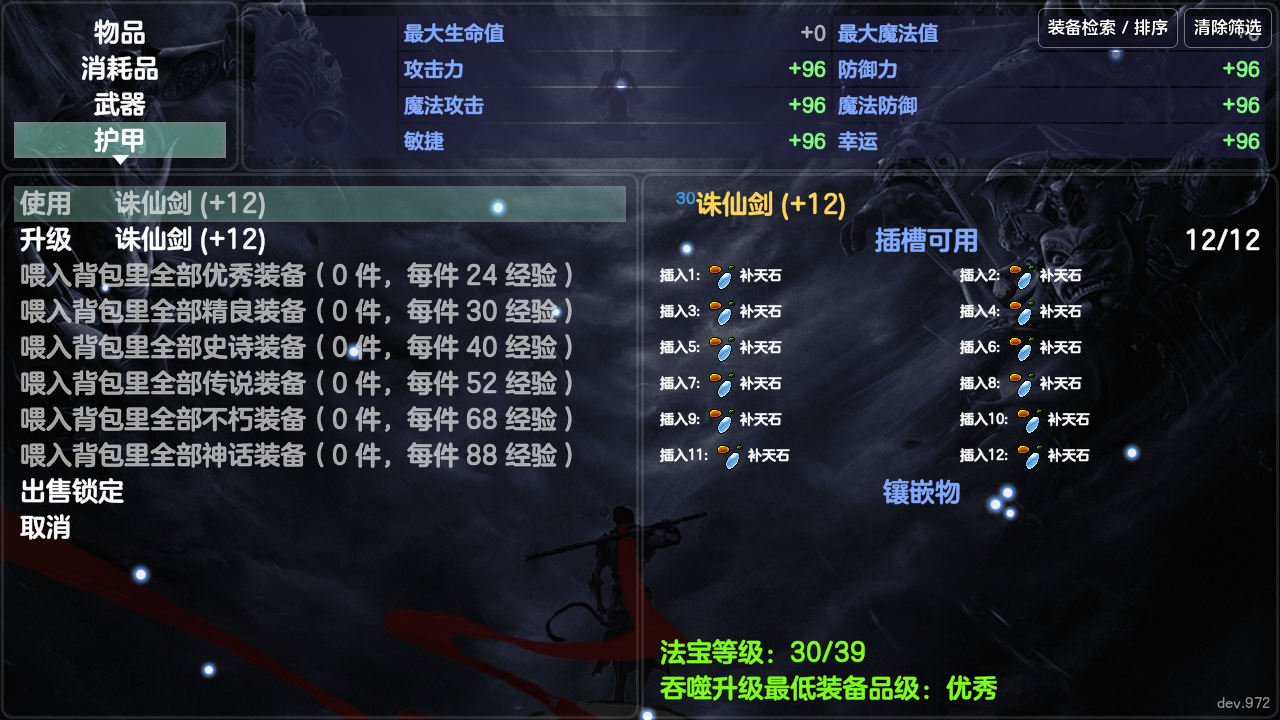 物品
消耗品
武器
护甲
最大生命值 +0 最大魔法值
攻击力 +96 防御力 +96
魔法攻击 +96 魔法防御 +96
敏捷 +96 幸运 +96
装备检索 / 排序 清除筛选
使用 诛仙剑 (+12)
升级 诛仙剑 (+12)
喂入背包里全部优秀装备（0 件，每件 24 经验）
喂入背包里全部精良装备（0 件，每件 30 经验）
喂入背包里全部史诗装备（0 件，每件 40 经验）
喂入背包里全部传说装备（0 件，每件 52 经验）
喂入背包里全部不朽装备（0 件，每件 68 经验）
喂入背包里全部神话装备（0 件，每件 88 经验）
出售锁定
取消
30诛仙剑 (+12)
插槽可用 12/12
插入1: 补天石 插入2: 补天石
插入3: 补天石 插入4: 补天石
插入5: 补天石 插入6: 补天石
插入7: 补天石 插入8: 补天石
插入9: 补天石 插入10: 补天石
插入11: 补天石 插入12: 补天石
镶嵌物
法宝等级：30/39
吞噬升级最低装备品级：优秀
dev.972